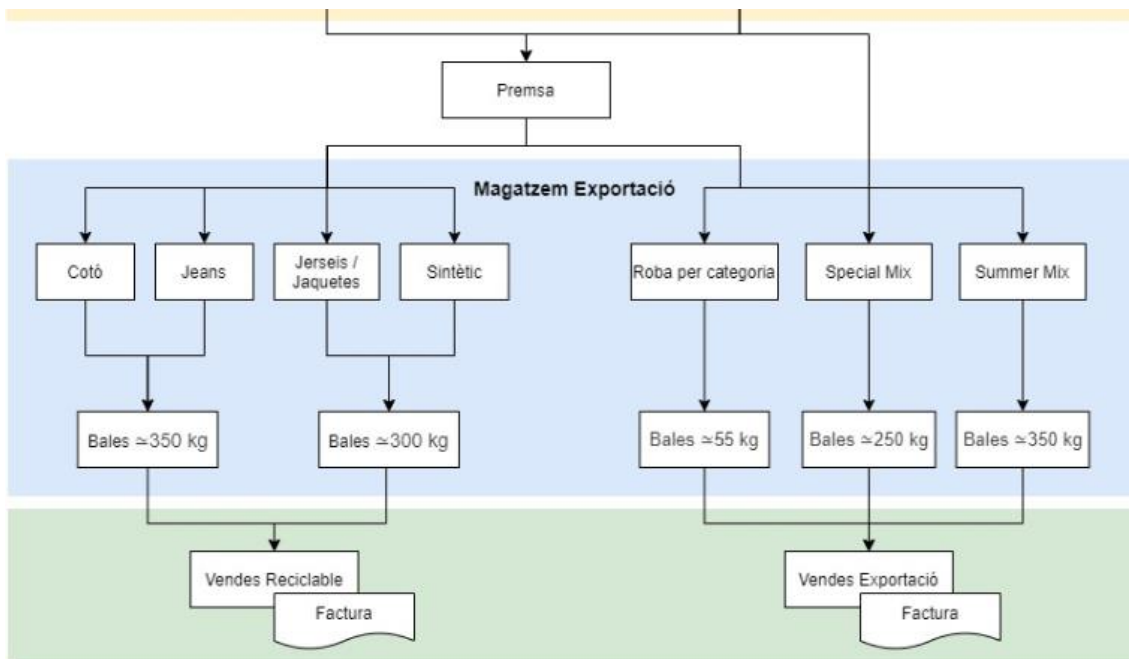 Premsa
Magatzem Exportació
Cotó
Jeans
Jerseis /
Jaquetes
Sintètic
Roba per categoria
Special Mix
Summer Mix
Bales ≃350 kg
Bales ≃300 kg
Bales ≃55 kg
Bales ≃250 kg
Bales ≃350 kg
Vendes Reciclable
Factura
Vendes Exportació
Factura